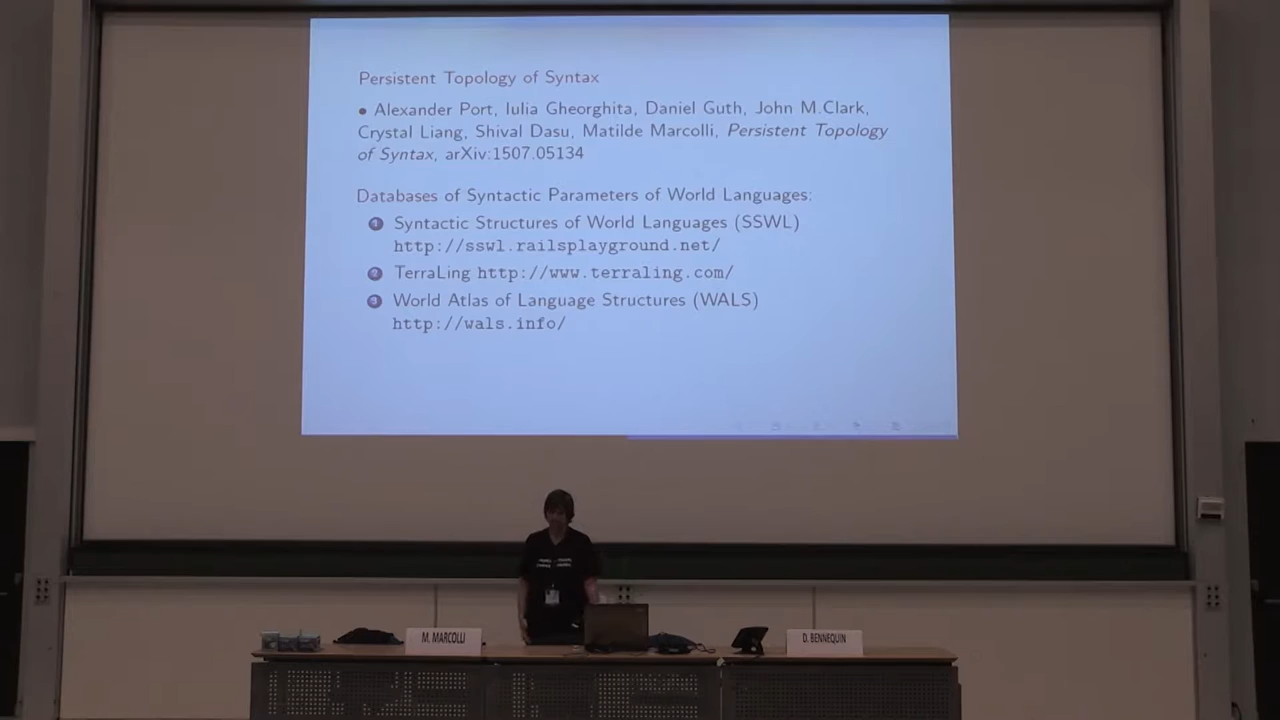 Persistent Topology of Syntax
• Alexander Port, Iulia Gheorghita, Daniel Guth, John M.Clark,
Crystal Liang, Shival Dasu, Matilde Marcolli, Persistent Topology
of Syntax, arXiv:1507.05134
Databases of Syntactic Parameters of World Languages:
1 Syntactic Structures of World Languages (SSWL)
http://sswl.railsplayground.net/
2 TerraLing http://www.terraling.com/
3 World Atlas of Language Structures (WALS)
http://wals.info/
M. MARCOLLI
D. BENNEQUIN